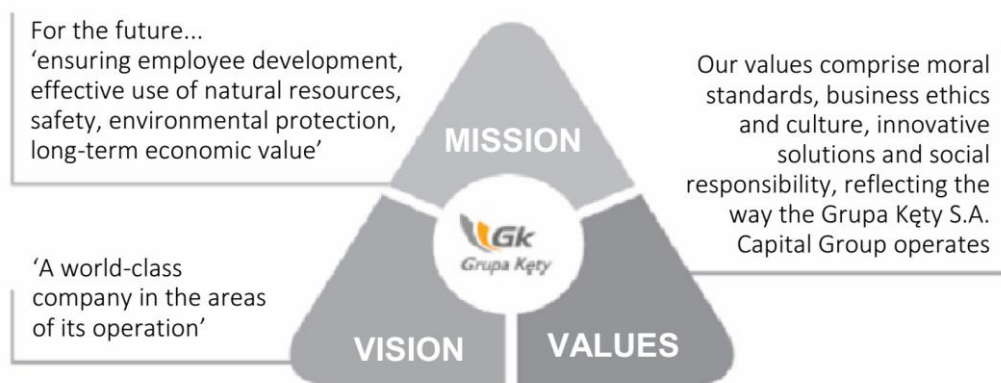 For the future...
‘ensuring employee development,
effective use of natural resources,
safety, environmental protection,
long-term economic value’
MISSION
Our values comprise moral
standards, business ethics
and culture, innovative
solutions and social
responsibility, reflecting the
way the Grupa Kęty S.A.
Capital Group operates
Gk
Grupa Kęty
‘A world-class
company in the areas
of its operation’
VISION
VALUES